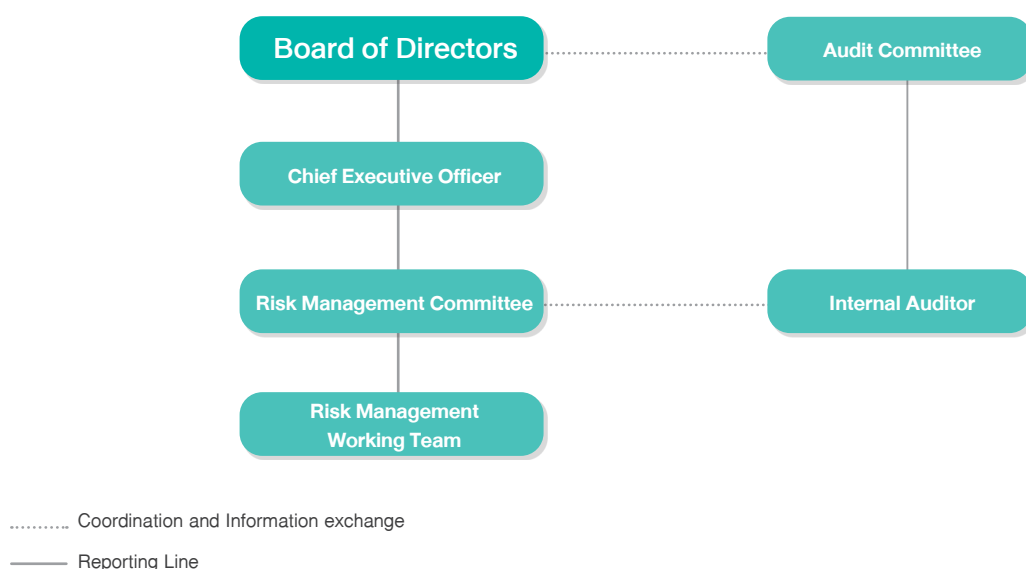 Board of Directors
Audit Committee
Chief Executive Officer
Risk Management Committee
Internal Auditor
Risk Management
Working Team
Coordination and Information exchange
Reporting Line